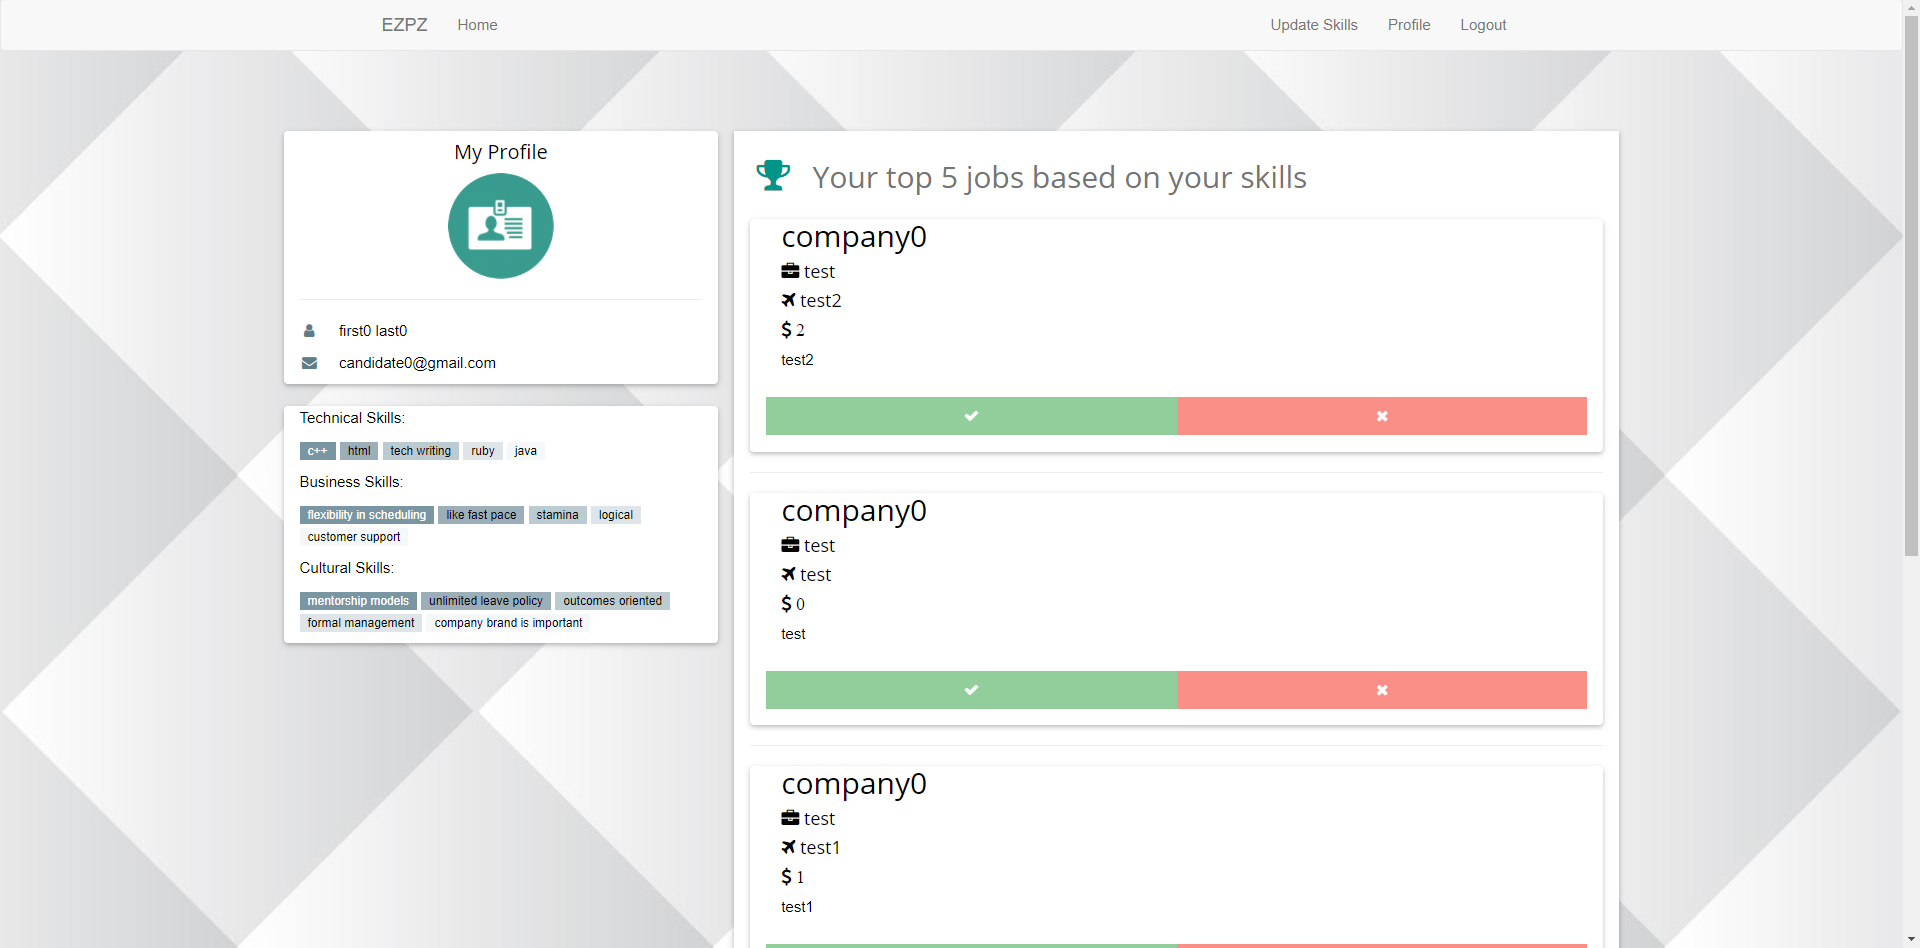 EZPZ Home Update Skills Profile Logout
My Profile
first0 last0
candidate0@gmail.com
Technical Skills:
c++ html tech writing ruby java
Business Skills:
flexibility in scheduling like fast pace stamina logical
customer support
Cultural Skills:
mentorship models unlimited leave policy outcomes oriented
formal management company brand is important
Your top 5 jobs based on your skills
company0
test
test2
$ 2
test2
company0
test
test
$ 0
test
company0
test
test1
$ 1
test1